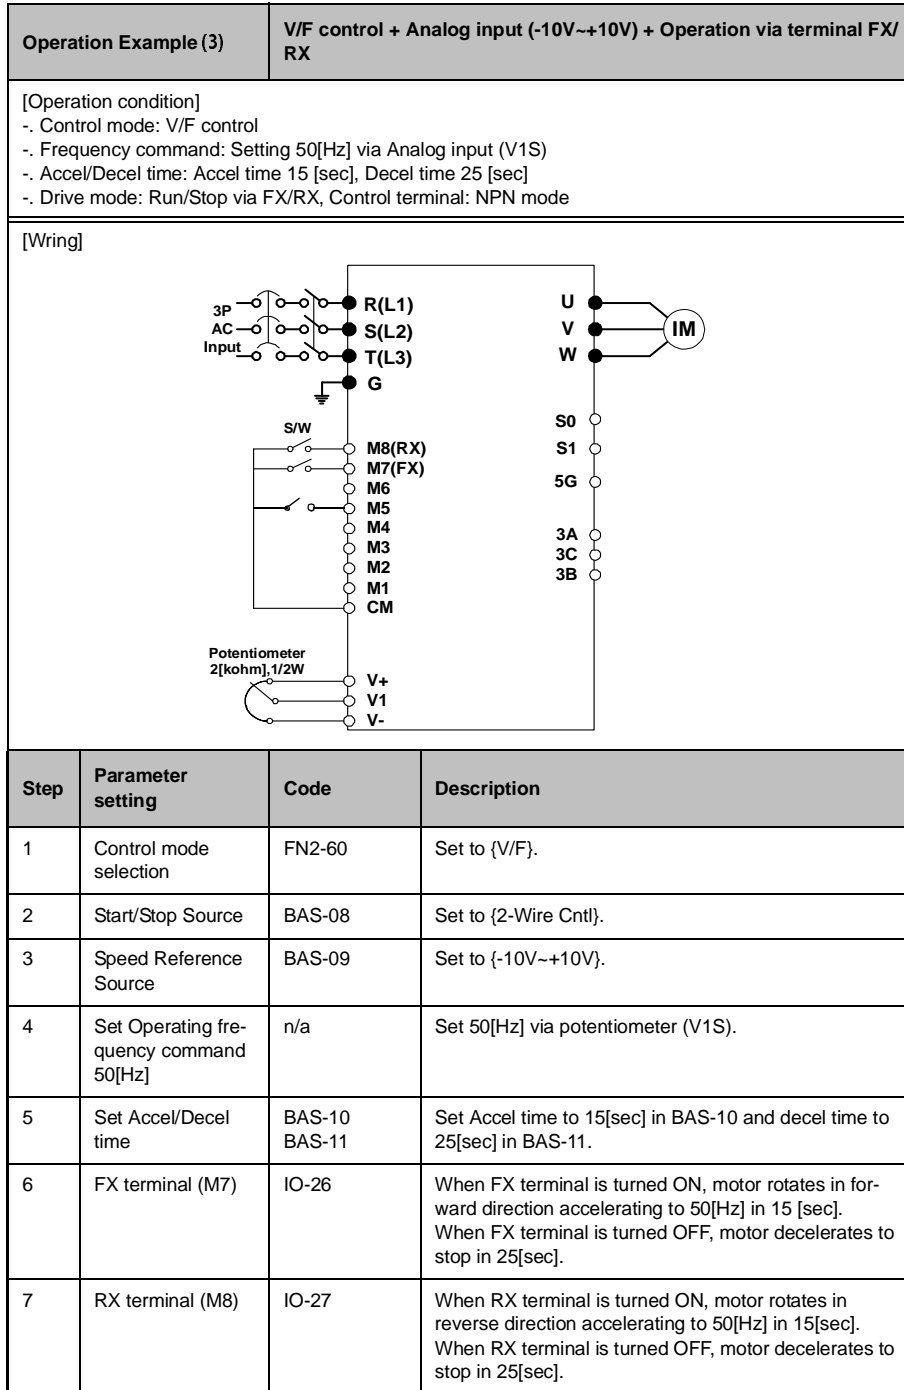 Operation Example (3)
V/F control + Analog input (-10V~+10V) + Operation via terminal FX/
RX
[Operation condition]
-. Control mode: V/F control
-. Frequency command: Setting 50[Hz] via Analog input (V1S)
-. Accel/Decel time: Accel time 15 [sec], Decel time 25 [sec]
-. Drive mode: Run/Stop via FX/RX, Control terminal: NPN mode
[Wring]
3P
AC
Input
R(L1)
S(L2)
T(L3)
G
U
V
W
IM
S/W
M8(RX)
M7(FX)
M6
M5
M4
M3
M2
M1
CM
S0
S1
5G
3A
3C
3B
Potentiometer
2[kohm],1/2W
V+
V1
V-
Step
Parameter
setting
Code
Description
1
Control mode
selection
FN2-60
Set to {V/F}.
2
Start/Stop Source
BAS-08
Set to {2-Wire Cntl}.
3
Speed Reference
Source
BAS-09
Set to {-10V~+10V}.
4
Set Operating fre-
quency command
50[Hz]
n/a
Set 50[Hz] via potentiometer (V1S).
5
Set Accel/Decel
time
BAS-10
BAS-11
Set Accel time to 15[sec] in BAS-10 and decel time to
25[sec] in BAS-11.
6
FX terminal (M7)
IO-26
When FX terminal is turned ON, motor rotates in for-
ward direction accelerating to 50[Hz] in 15 [sec].
When FX terminal is turned OFF, motor decelerates to
stop in 25[sec].
7
RX terminal (M8)
IO-27
When RX terminal is turned ON, motor rotates in
reverse direction accelerating to 50[Hz] in 15[sec].
When RX terminal is turned OFF, motor decelerates to
stop in 25[sec].